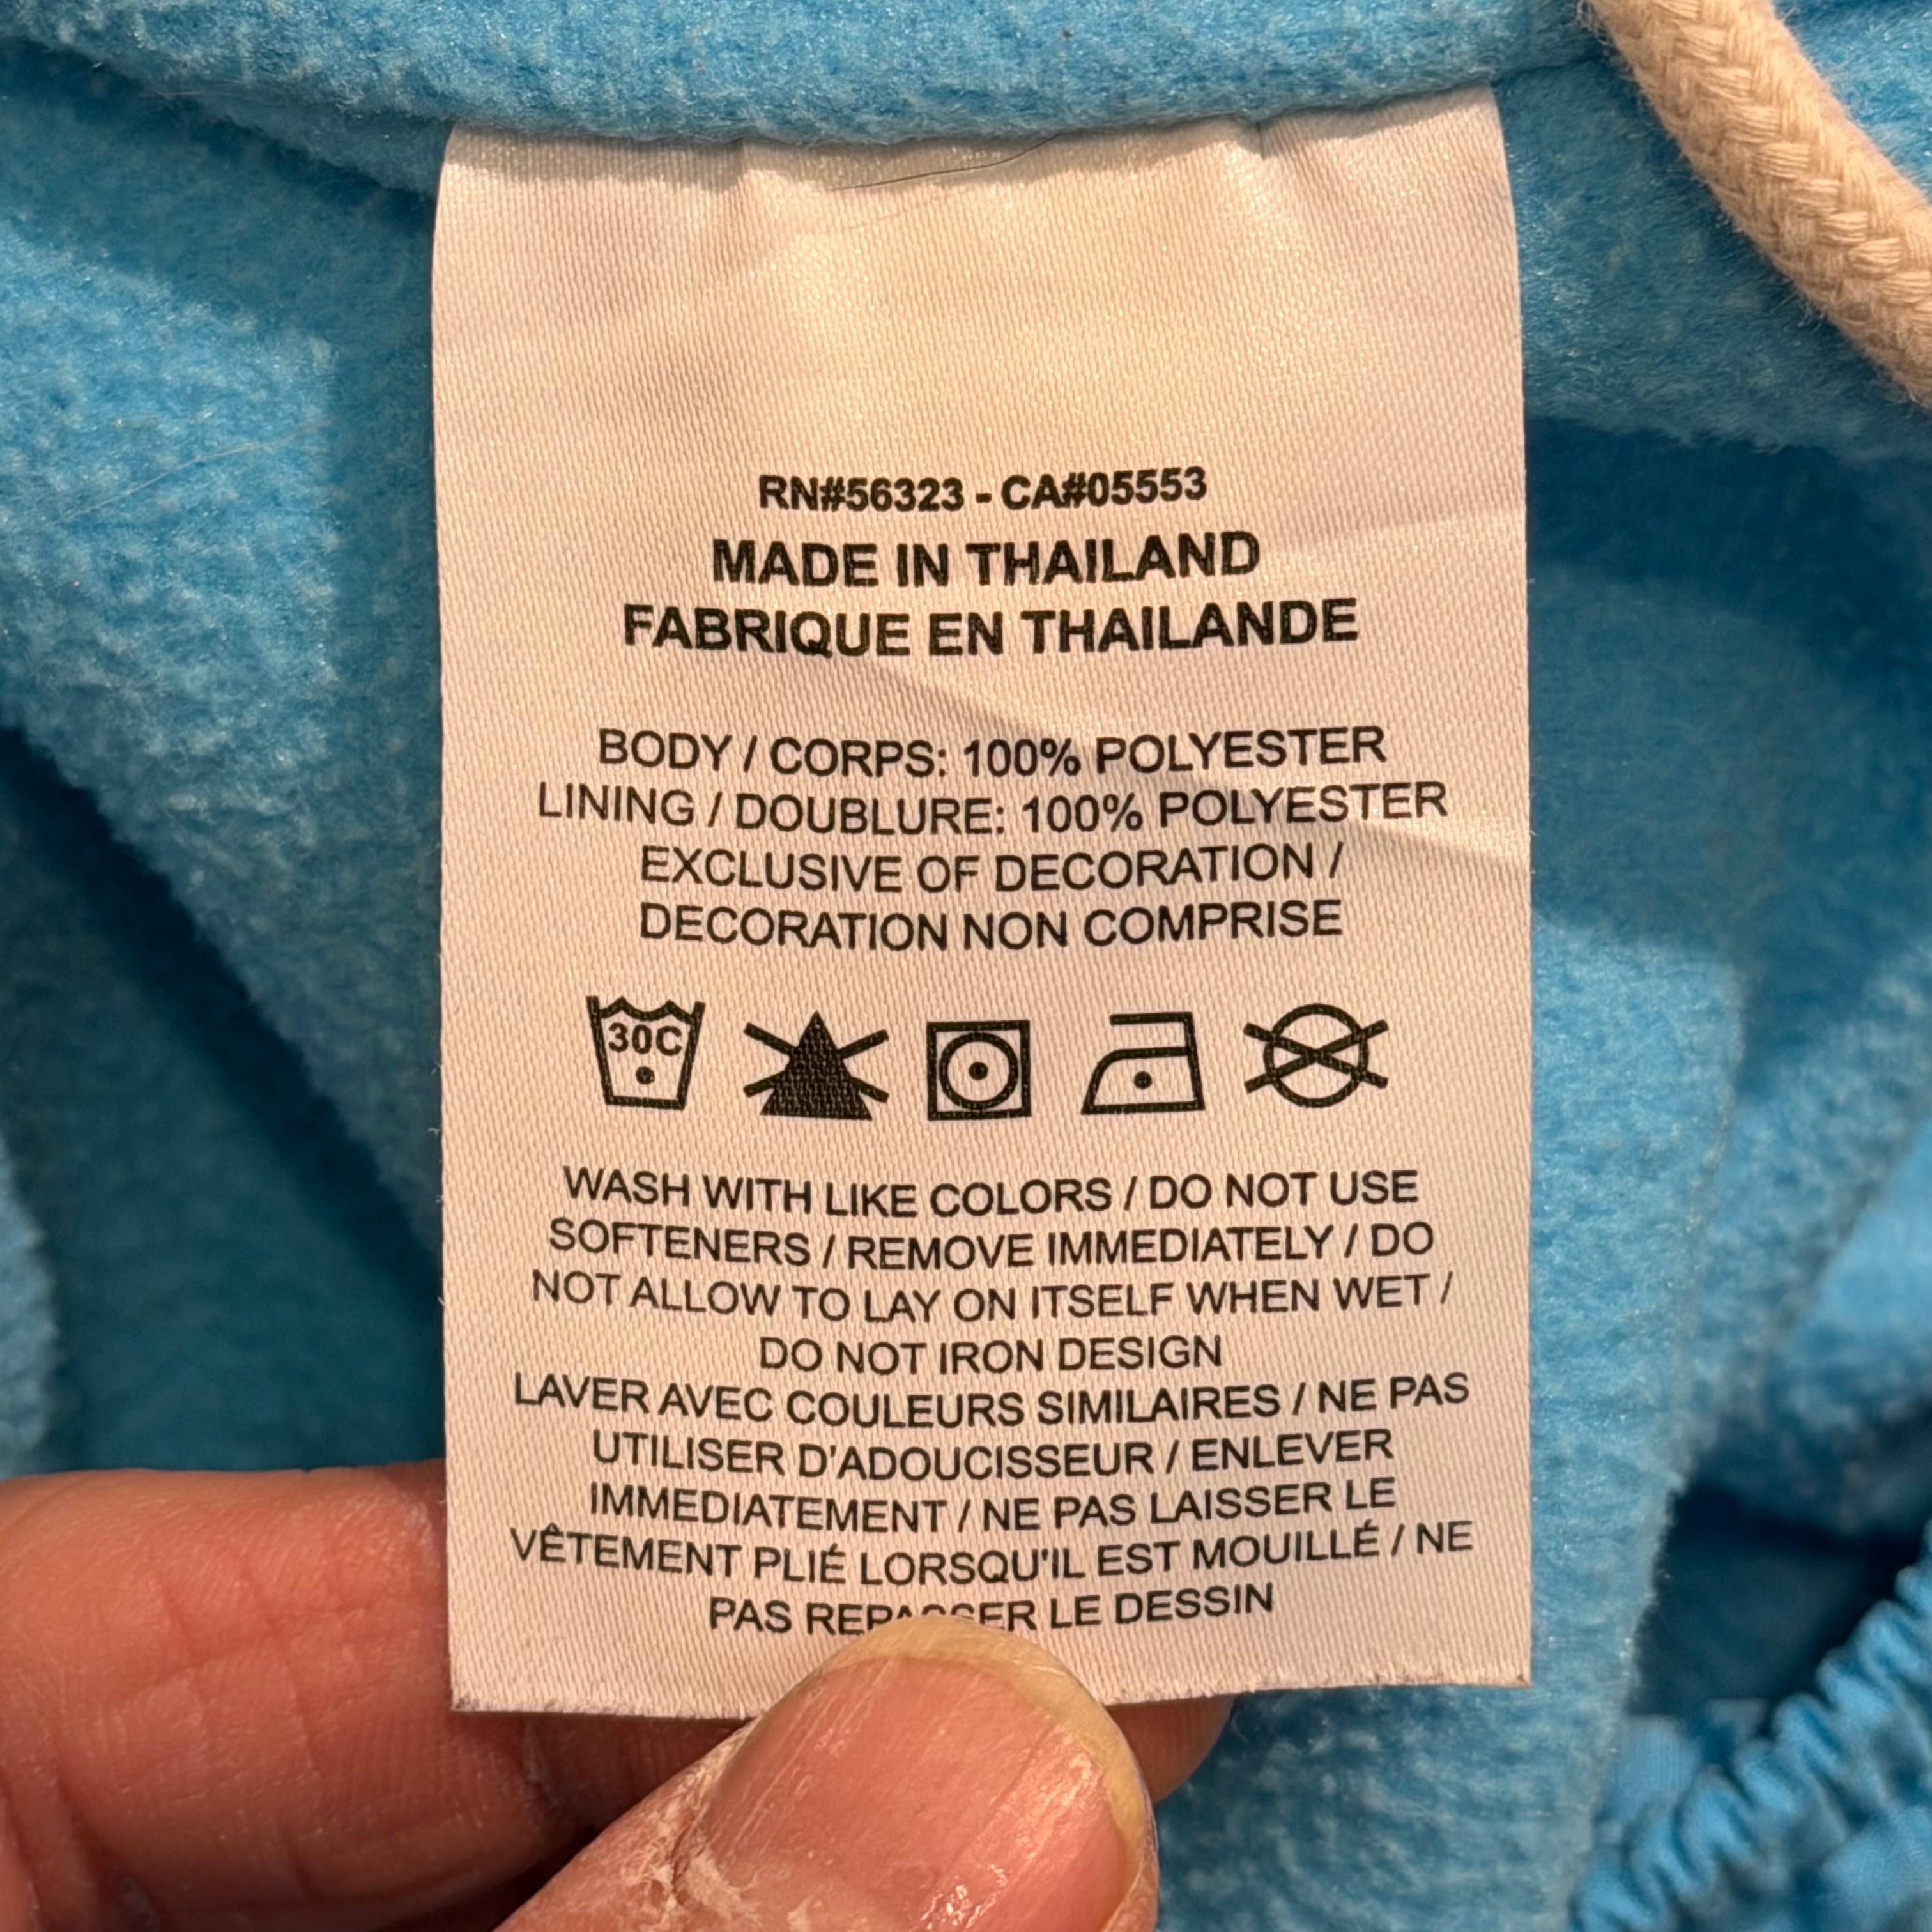 RN#56323 - CA#05553
MADE IN THAILAND
FABRIQUE EN THAILANDE
BODY / CORPS: 100% POLYESTER
LINING / DOUBLURE: 100% POLYESTER
EXCLUSIVE OF DECORATION /
DECORATION NON COMPRISE
30C
WASH WITH LIKE COLORS / DO NOT USE
SOFTENERS / REMOVE IMMEDIATELY / DO
NOT ALLOW TO LAY ON ITSELF WHEN WET /
DO NOT IRON DESIGN
LAVER AVEC COULEURS SIMILAIRES / NE PAS
UTILISER D'ADOUCISSEUR / ENLEVER
IMMEDIATEMENT / NE PAS LAISSER LE
VÊTEMENT PLIÉ LORSQU'IL EST MOUILLÉ / NE
PAS REPASSER LE DESSIN